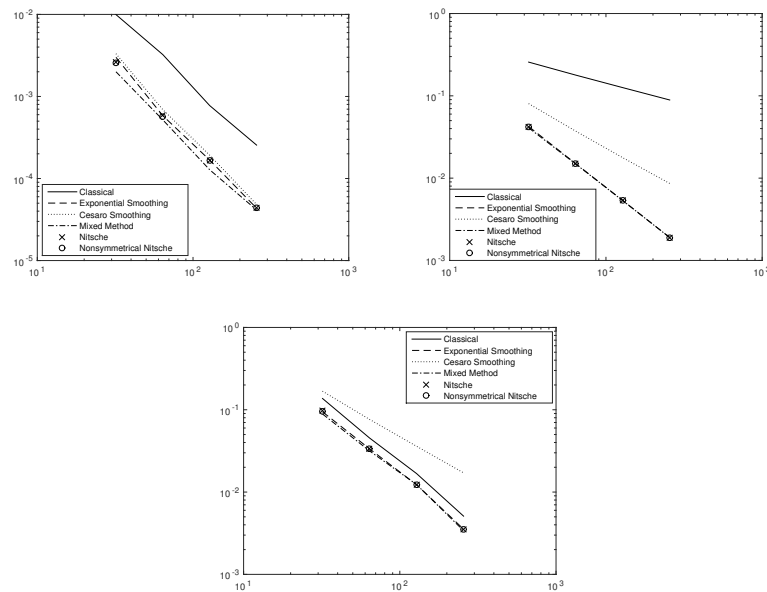 10^-2
10^-3
10^-4
10^-5
10^1
10^2
10^3
Classical
Exponential Smoothing
Cesaro Smoothing
Mixed Method
Nitsche
Nonsymmetrical Nitsche
10^0
10^-1
10^-2
10^-3
10^1
10^2
10^3
Classical
Exponential Smoothing
Cesaro Smoothing
Mixed Method
Nitsche
Nonsymmetrical Nitsche
10^0
10^-1
10^-2
10^-3
10^1
10^2
10^3
Classical
Exponential Smoothing
Cesaro Smoothing
Mixed Method
Nitsche
Nonsymmetrical Nitsche